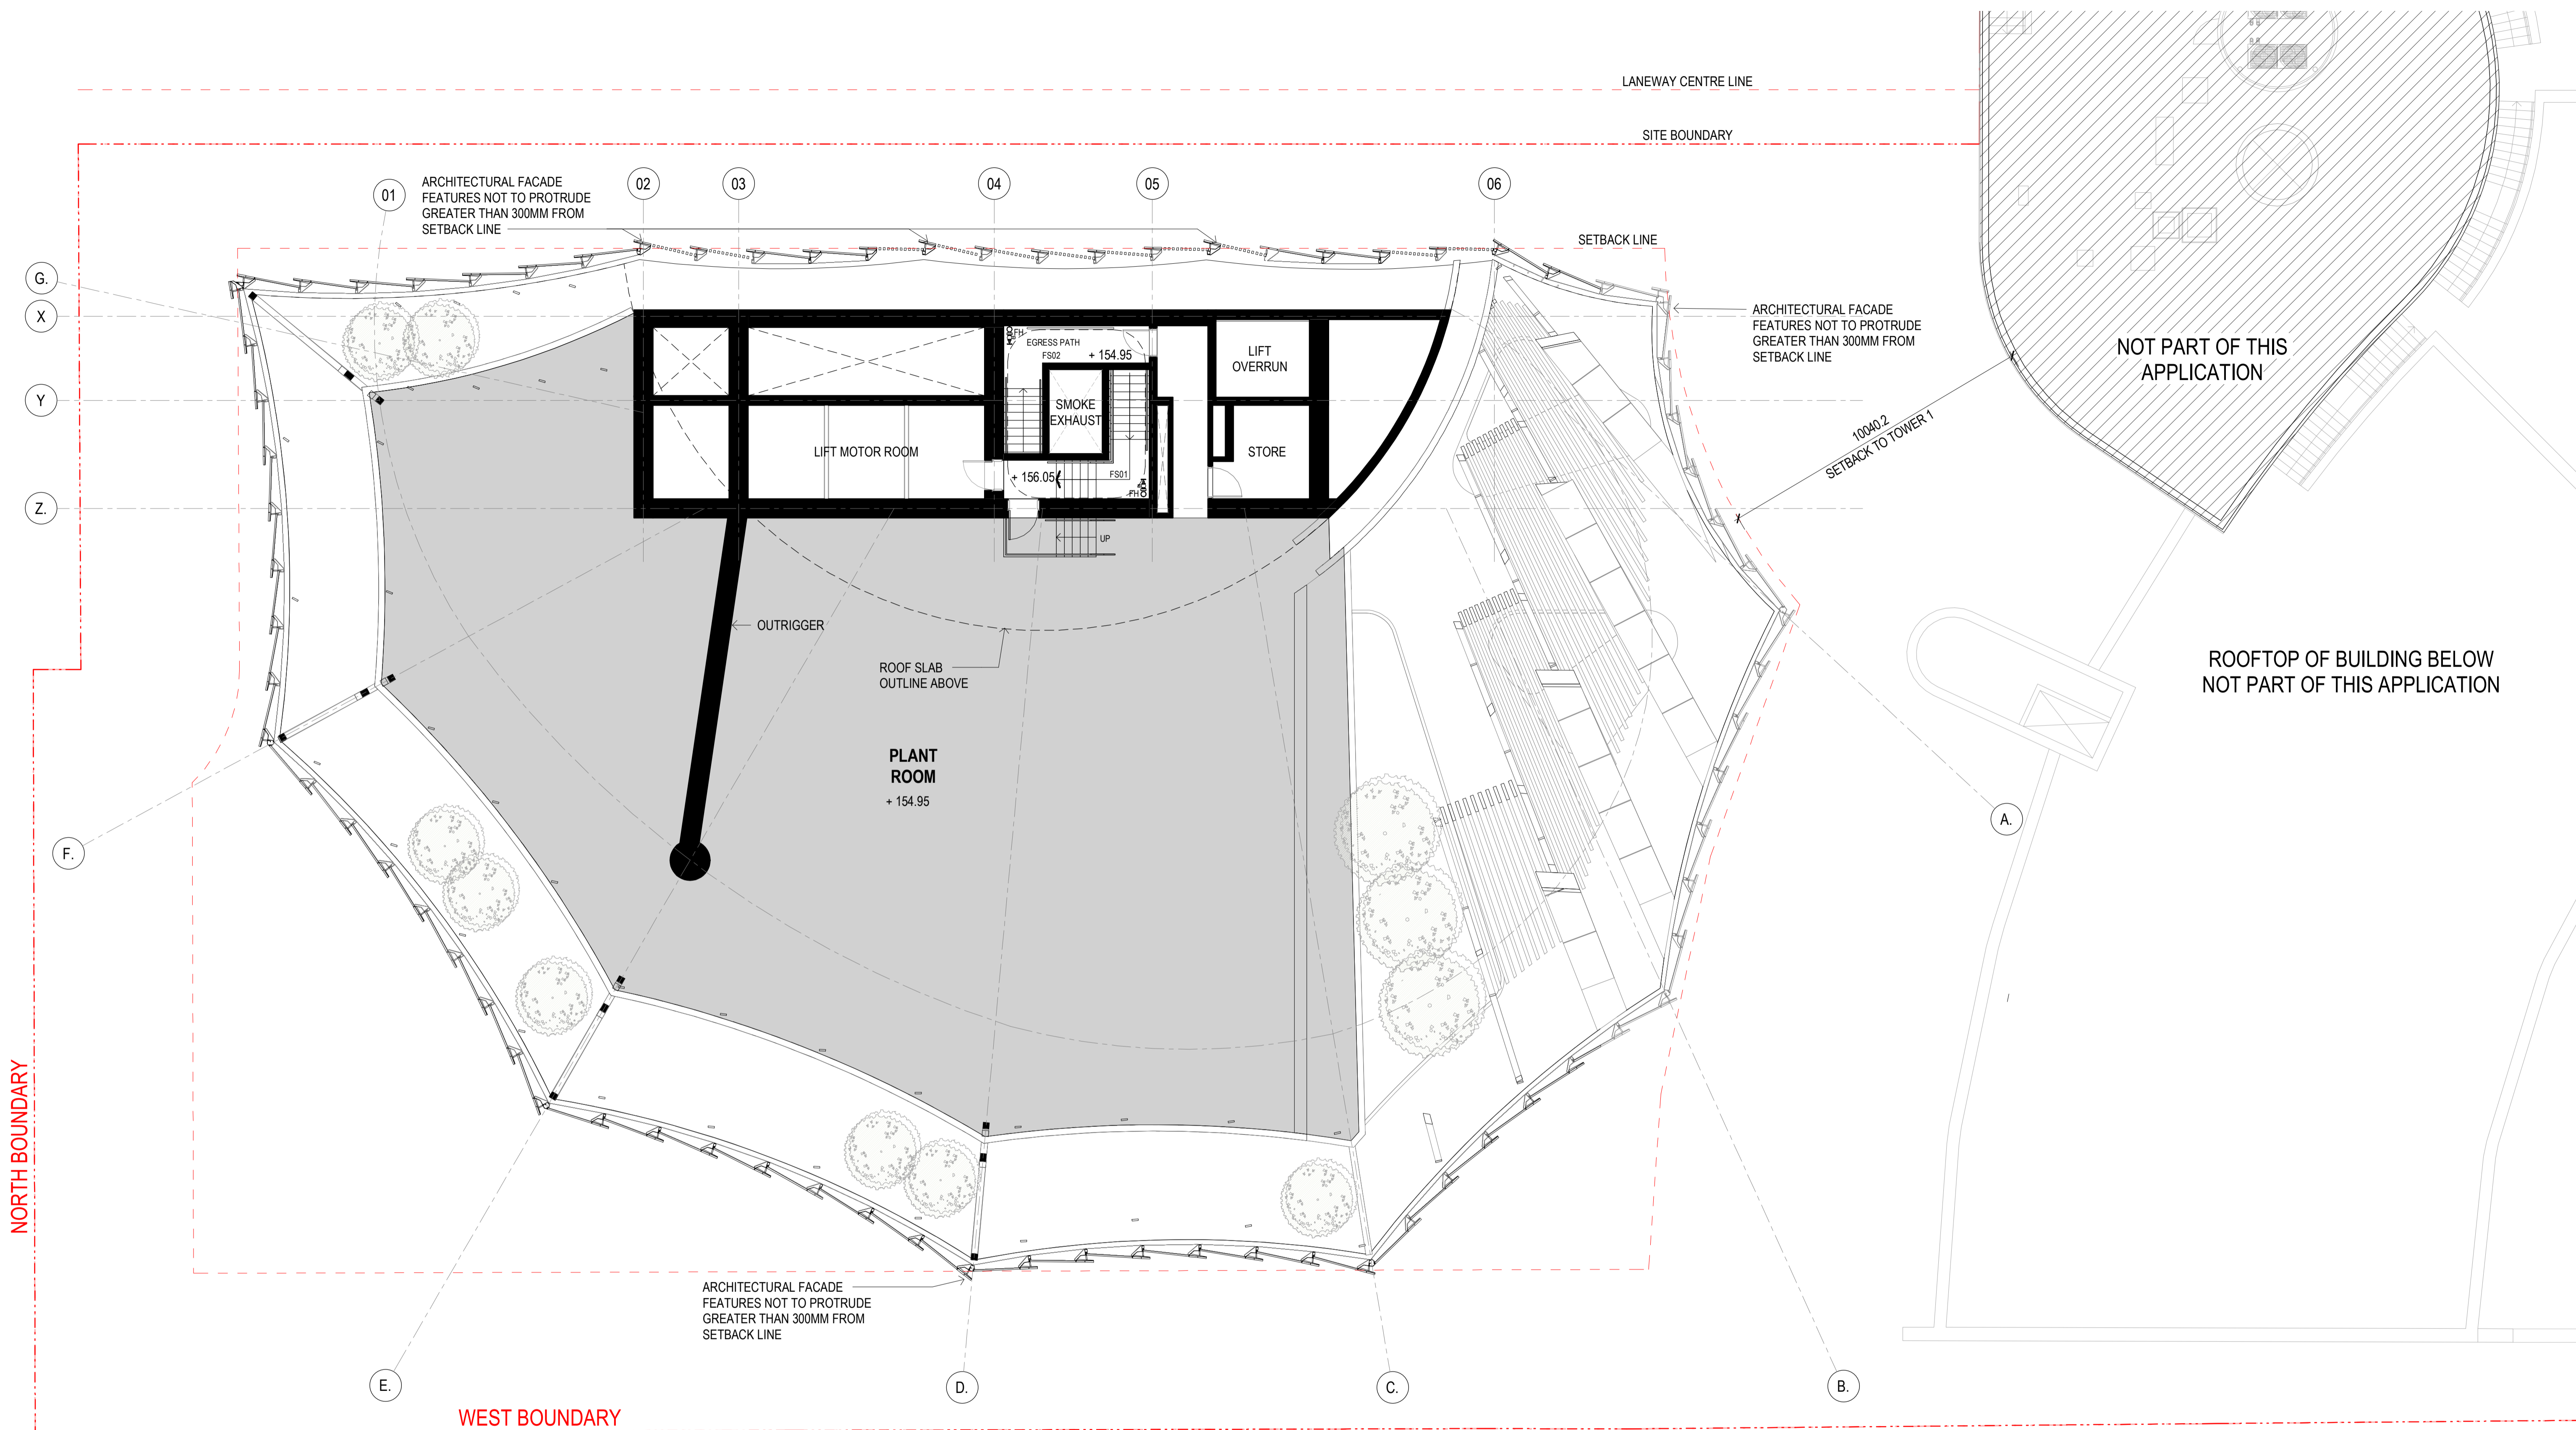 LANEWAY CENTRE LINE
SITE BOUNDARY
01
ARCHITECTURAL FACADE
FEATURES NOT TO PROTRUDE
GREATER THAN 300MM FROM
SETBACK LINE
02
03
04
05
06
SETBACK LINE
G.
X
Y
Z.
ARCHITECTURAL FACADE
FEATURES NOT TO PROTRUDE
GREATER THAN 300MM FROM
SETBACK LINE
NOT PART OF THIS
APPLICATION
FH
EGRESS PATH
FS02
+ 154.95
LIFT
OVERRUN
SMOKE
EXHAUST
LIFT MOTOR ROOM
STORE
+ 156.05
FS01
FH
UP
10040.2
SETBACK TO TOWER 1
OUTRIGGER
ROOF SLAB
OUTLINE ABOVE
ROOFTOP OF BUILDING BELOW
NOT PART OF THIS APPLICATION
PLANT
ROOM
+ 154.95
A.
F.
NORTH BOUNDARY
ARCHITECTURAL FACADE
FEATURES NOT TO PROTRUDE
GREATER THAN 300MM FROM
SETBACK LINE
E.
D.
C.
B.
WEST BOUNDARY